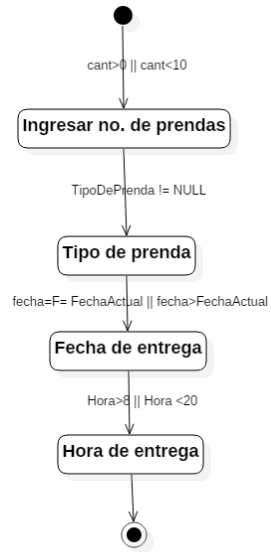 cant>0 || cant<10
Ingresar no. de prendas
TipoDePrenda != NULL
Tipo de prenda
fecha=F= FechaActual || fecha>FechaActual
Fecha de entrega
Hora>8 || Hora <20
Hora de entrega